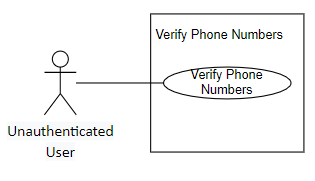 Verify Phone Numbers
Verify Phone
Numbers
Unauthenticated
User